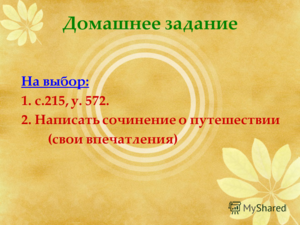 Домашнее задание
На выбор:
1. с.215, у. 572.
2. Написать сочинение о путешествии
(свои впечатления)
MyShared